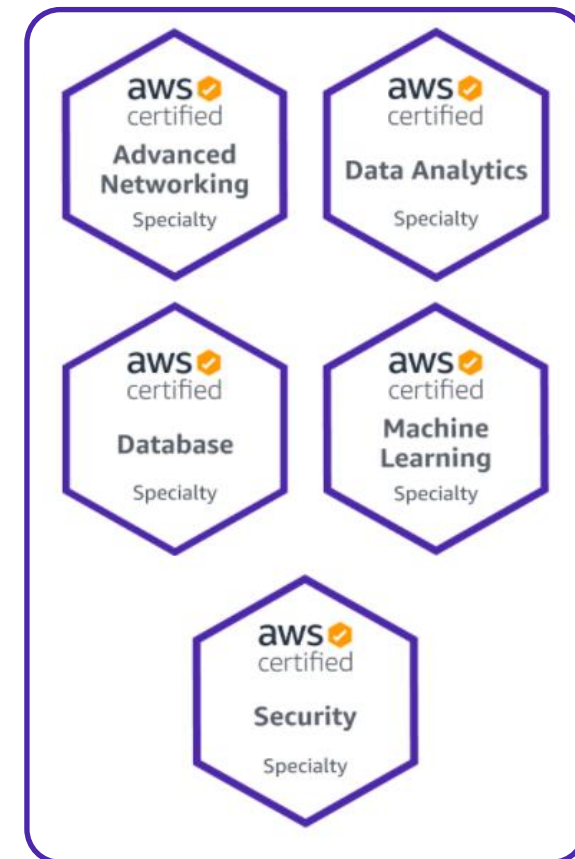 aws
certified
Advanced
Networking
Specialty
aws
certified
Data Analytics
Specialty
aws
certified
Database
Specialty
aws
certified
Machine
Learning
Specialty
aws
certified
Security
Specialty